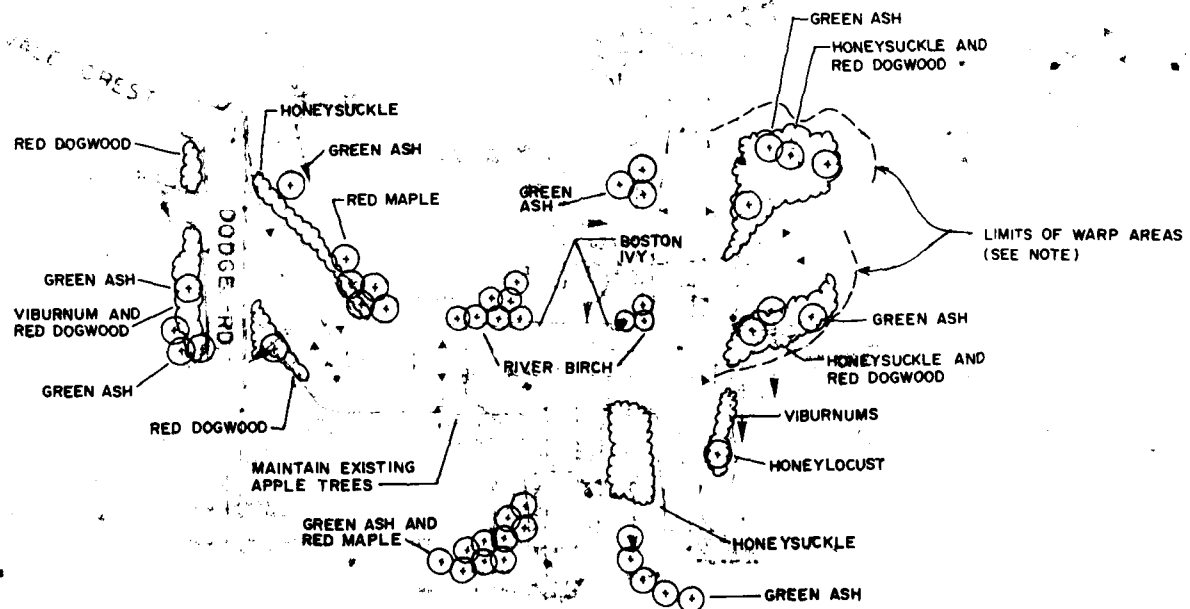 GREEN ASH
HONEYSUCKLE AND
RED DOGWOOD
CREST
HONEYSUCKLE
RED DOGWOOD
GREEN ASH
RED MAPLE
GREEN
ASH
DODGE RD
BOSTON
IVY
LIMITS OF WARP AREAS
(SEE NOTE)
GREEN ASH
VIBURNUM AND
RED DOGWOOD
GREEN ASH
GREEN ASH
RIVER BIRCH
HONEYSUCKLE AND
RED DOGWOOD
RED DOGWOOD
VIBURNUMS
MAINTAIN EXISTING
APPLE TREES
HONEYLOCUST
GREEN ASH AND
RED MAPLE
HONEYSUCKLE
GREEN ASH